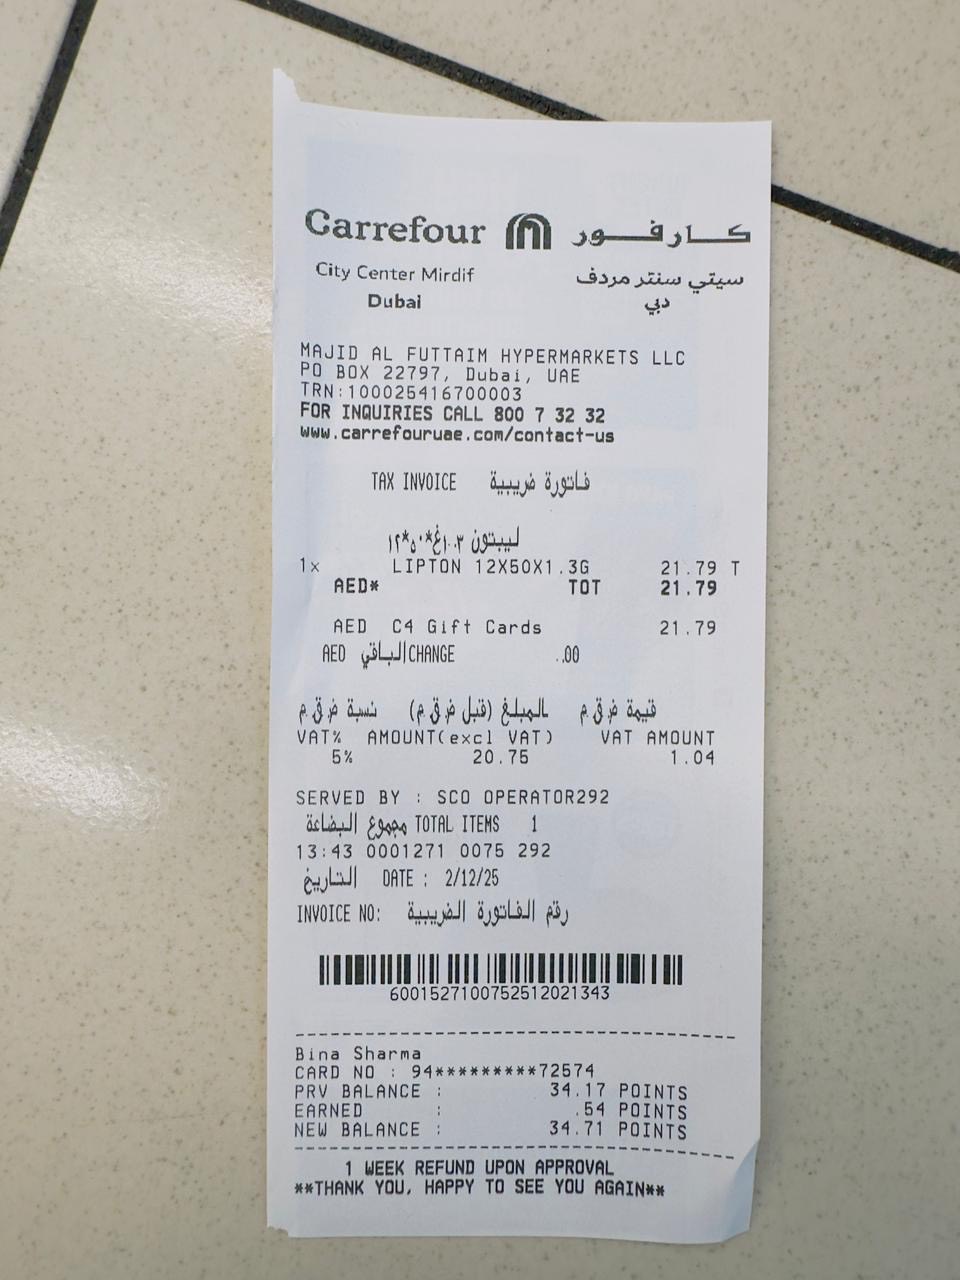 Carrefour كارفور
City Center Mirdif سيتي سنتر مردف
Dubai دبي
MAJID AL FUTTAIM HYPERMARKETS LLC
PO BOX 22797, Dubai, UAE
TRN:100025416700003
FOR INQUIRIES CALL 800 7 32 32
www.carrefouruae.com/contact-us
TAX INVOICE فاتورة ضريبية
ليبتون ١.٠٣غ*٥٠*١٢
1x LIPTON 12X50X1.3G 21.79 T
AED* TOT 21.79
AED C4 Gift Cards 21.79
AED الباقي CHANGE .00
نسبة ض ق م المبلغ (قبل ض ق م) قيمة ض ق م
VAT% AMOUNT(excl VAT) VAT AMOUNT
5% 20.75 1.04
SERVED BY : SCO OPERATOR292
مجموع البضاعة TOTAL ITEMS 1
13:43 0001271 0075 292
التاريخ DATE : 2/12/25
INVOICE NO: رقم الفاتورة الضريبية
6001527100752512021343
Bina Sharma
CARD NO : 94*********72574
PRV BALANCE : 34.17 POINTS
EARNED : .54 POINTS
NEW BALANCE : 34.71 POINTS
1 WEEK REFUND UPON APPROVAL
**THANK YOU, HAPPY TO SEE YOU AGAIN**